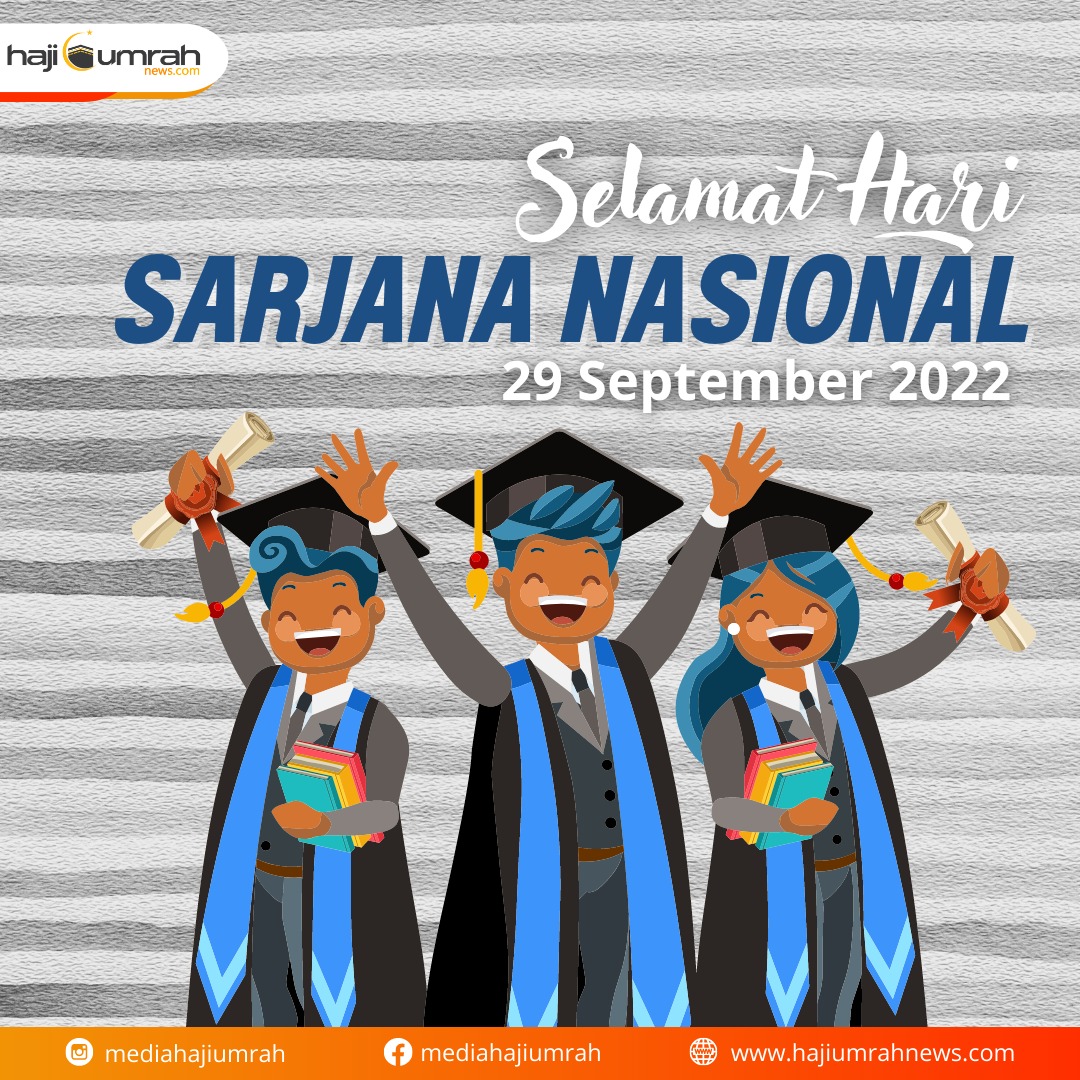 haji umrah
news.com
Selamat Hari
SARJANA NASIONAL
29 September 2022
mediahajiumrah
mediahajiumrah
www.hajiumrahnews.com